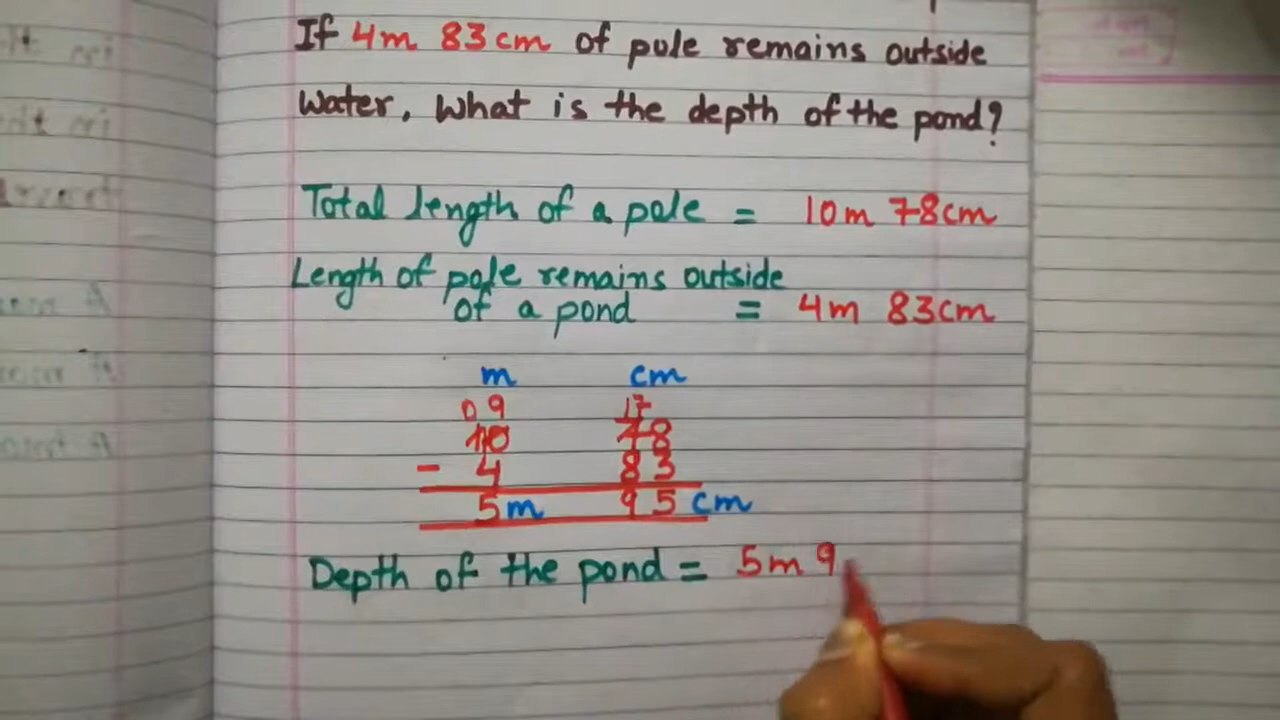 If 4m 83cm of pole remains outside
water, What is the depth of the pond?
Total length of a pole = 10m 78cm
Length of pole remains outside
of a pond = 4m 83cm
m cm
09 17
10 78
- 4 83
5m 95 cm
Depth of the pond = 5m 9